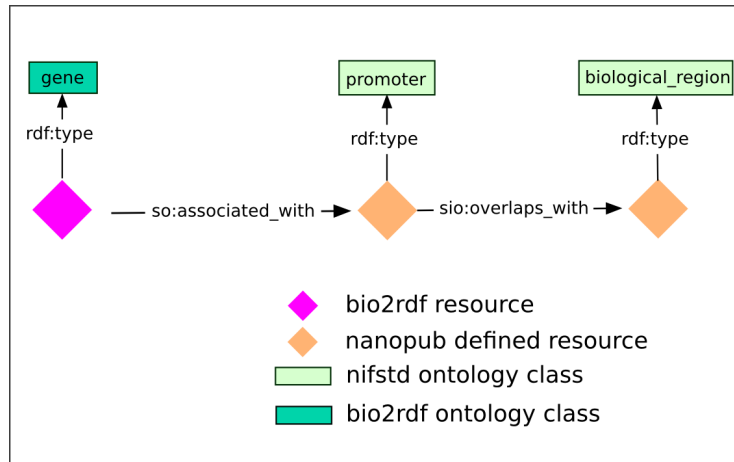 gene
promoter
biological_region
rdf:type
rdf:type
rdf:type
so:associated_with
sio:overlaps_with
bio2rdf resource
nanopub defined resource
nifstd ontology class
bio2rdf ontology class